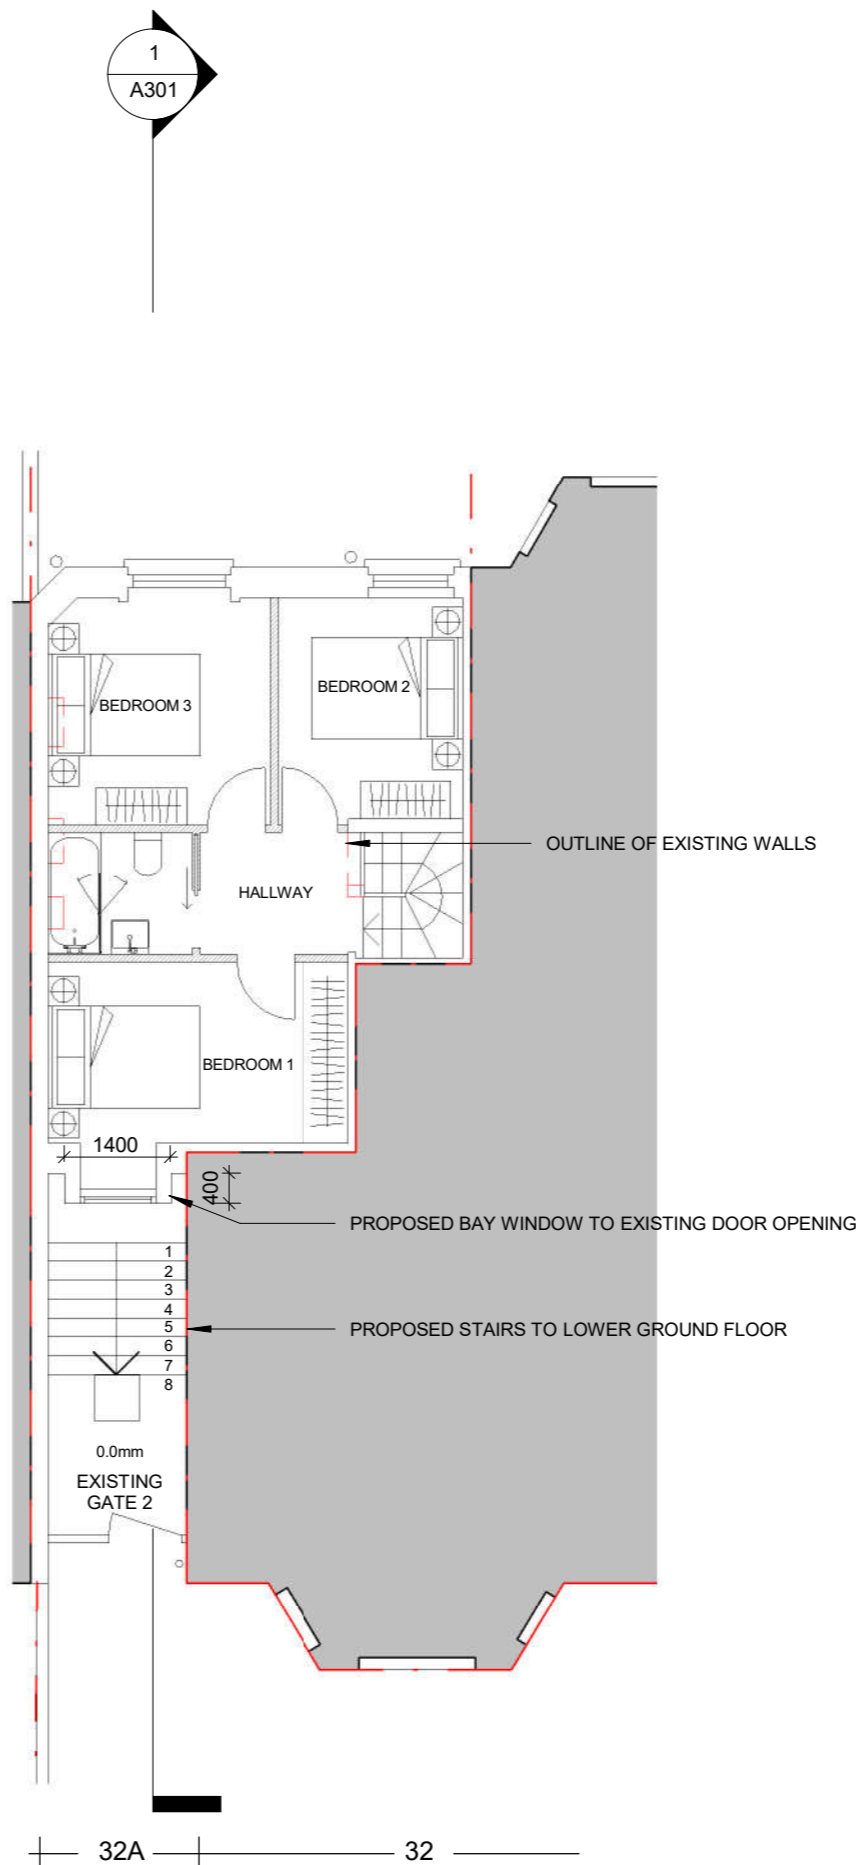 1
A301
BEDROOM 3
BEDROOM 2
OUTLINE OF EXISTING WALLS
HALLWAY
BEDROOM 1
1400
400
PROPOSED BAY WINDOW TO EXISTING DOOR OPENING
1
2
3
4
5
6
7
8
PROPOSED STAIRS TO LOWER GROUND FLOOR
0.0mm
EXISTING
GATE 2
32A
32